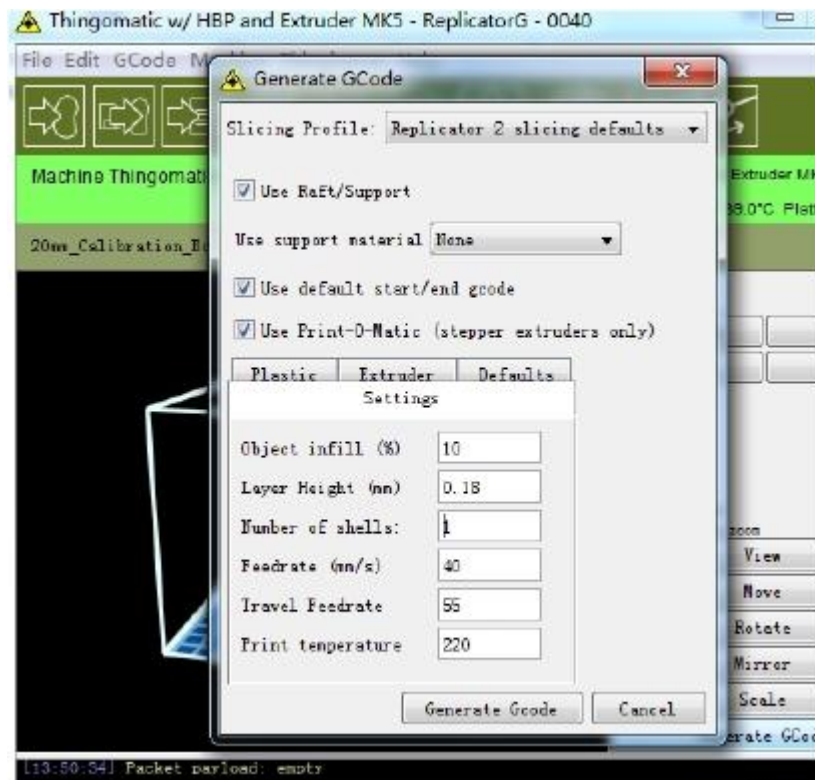 Thingomatic w/ HBP and Extruder MK5 - ReplicatorG - 0040
File Edit GCode
Generate GCode
Slicing Profile: Replicator 2 slicing defaults
Machine Thingomati
Extruder MK
Use Raft/Support
Use support material None
20mm_Calibration_Bo
Use default start/end gcode
Use Print-O-Matic (stepper extruders only)
Plastic Extruder Defaults
Settings
Object infill (%) 10
Layer Height (mm) 0.18
Number of shells: 1
Feedrate (mm/s) 40
Travel Feedrate 55
Print temperature 220
Generate Gcode Cancel
zoom
View
Move
Rotate
Mirror
Scale
erate GCod
[13:50:34] Packet payload: empty